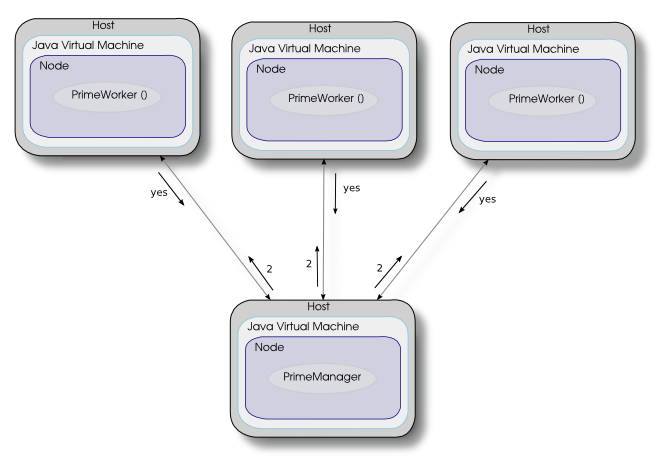 Host
Java Virtual Machine
Node
PrimeWorker ()
Host
Java Virtual Machine
Node
PrimeWorker ()
Host
Java Virtual Machine
Node
PrimeWorker ()
yes
yes
yes
2
2
2
Host
Java Virtual Machine
Node
PrimeManager